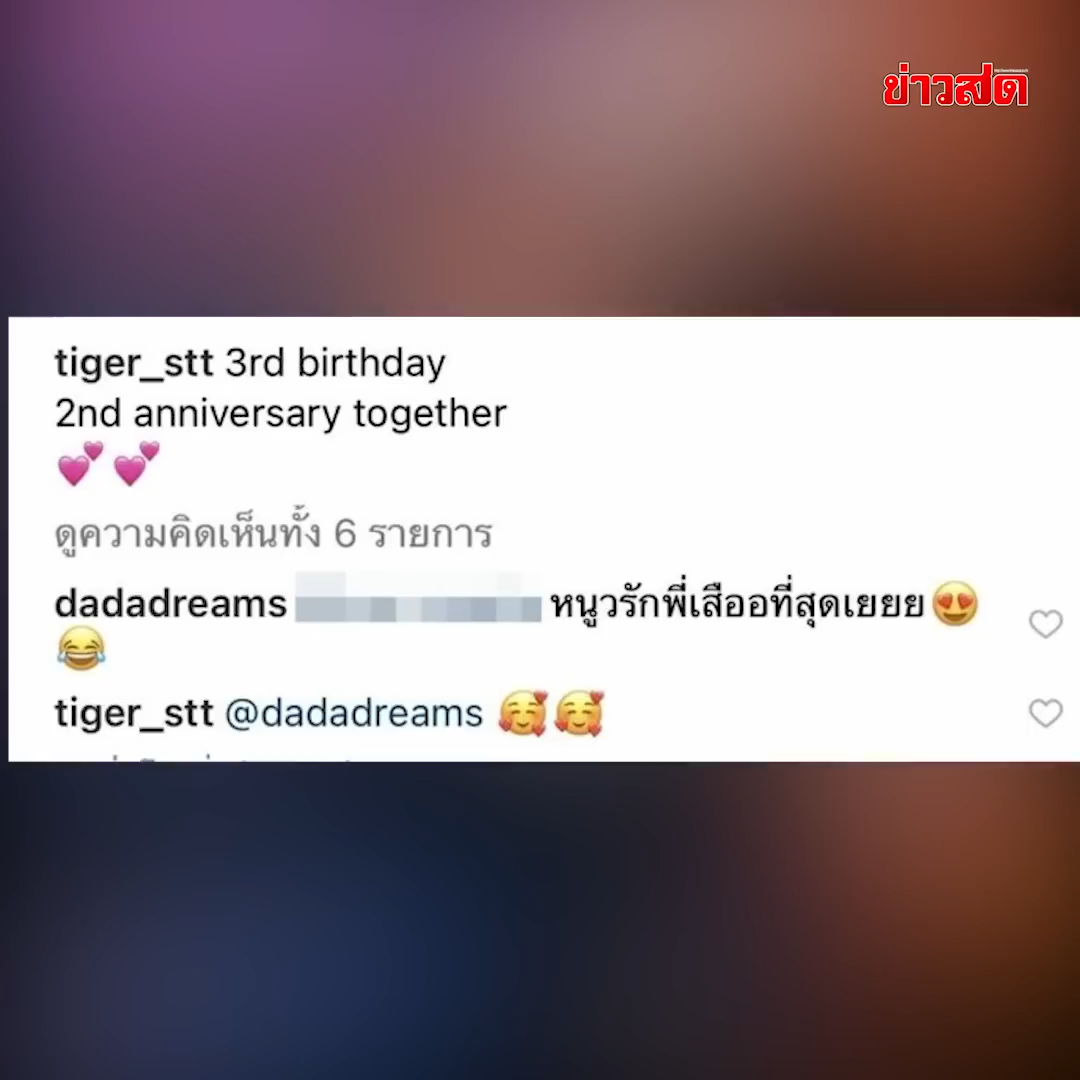 ข่าวสด
tiger_stt 3rd birthday
2nd anniversary together
💕 💕
ดูความคิดเห็นทั้ง 6 รายการ
dadadreams หนูวรักพี่เสืออที่สุดเยยย😍
😂
tiger_stt @dadadreams 🥰🥰